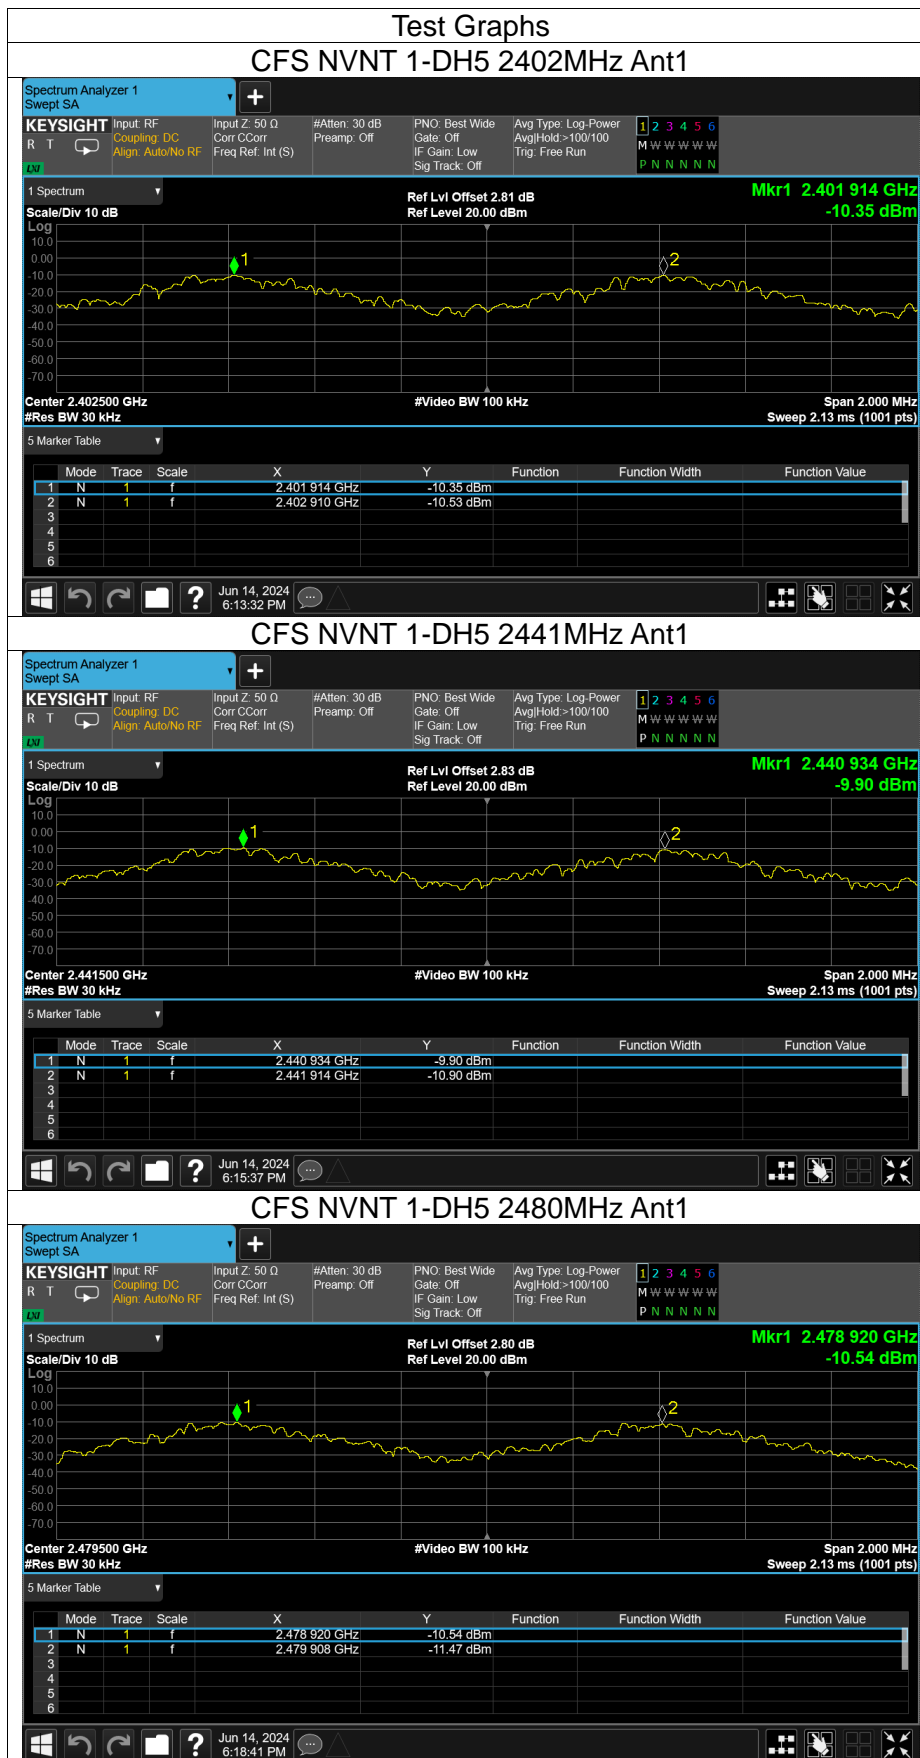 Test Graphs
CFS NVNT 1-DH5 2402MHz Ant1
Spectrum Analyzer 1
Swept SA
+
KEYSIGHT Input: RF Input Z: 50 Ω #Atten: 30 dB PNO: Best Wide Avg Type: Log-Power 1 2 3 4 5 6
R T Coupling: DC Corr CCorr Preamp: Off Gate: Off Avg|Hold:>100/100 M W W W W W
Align: Auto/No RF Freq Ref: Int (S) IF Gain: Low Trig: Free Run
LXI Sig Track: Off P N N N N N
1 Spectrum Ref Lvl Offset 2.81 dB Mkr1 2.401 914 GHz
Scale/Div 10 dB Ref Level 20.00 dBm -10.35 dBm
Log
10.0
0.00
-10.0
-20.0
-30.0
-40.0
-50.0
-60.0
-70.0
1
2
Center 2.402500 GHz #Video BW 100 kHz Span 2.000 MHz
#Res BW 30 kHz Sweep 2.13 ms (1001 pts)
5 Marker Table
Mode Trace Scale X Y Function Function Width Function Value
1 N 1 f 2.401 914 GHz -10.35 dBm
2 N 1 f 2.402 910 GHz -10.53 dBm
3
4
5
6
? Jun 14, 2024
6:13:32 PM
CFS NVNT 1-DH5 2441MHz Ant1
Spectrum Analyzer 1
Swept SA
+
KEYSIGHT Input: RF Input Z: 50 Ω #Atten: 30 dB PNO: Best Wide Avg Type: Log-Power 1 2 3 4 5 6
R T Coupling: DC Corr CCorr Preamp: Off Gate: Off Avg|Hold:>100/100 M W W W W W
Align: Auto/No RF Freq Ref: Int (S) IF Gain: Low Trig: Free Run
LXI Sig Track: Off P N N N N N
1 Spectrum Ref Lvl Offset 2.83 dB Mkr1 2.440 934 GHz
Scale/Div 10 dB Ref Level 20.00 dBm -9.90 dBm
Log
10.0
0.00
-10.0
-20.0
-30.0
-40.0
-50.0
-60.0
-70.0
1
2
Center 2.441500 GHz #Video BW 100 kHz Span 2.000 MHz
#Res BW 30 kHz Sweep 2.13 ms (1001 pts)
5 Marker Table
Mode Trace Scale X Y Function Function Width Function Value
1 N 1 f 2.440 934 GHz -9.90 dBm
2 N 1 f 2.441 914 GHz -10.90 dBm
3
4
5
6
? Jun 14, 2024
6:15:37 PM
CFS NVNT 1-DH5 2480MHz Ant1
Spectrum Analyzer 1
Swept SA
+
KEYSIGHT Input: RF Input Z: 50 Ω #Atten: 30 dB PNO: Best Wide Avg Type: Log-Power 1 2 3 4 5 6
R T Coupling: DC Corr CCorr Preamp: Off Gate: Off Avg|Hold:>100/100 M W W W W W
Align: Auto/No RF Freq Ref: Int (S) IF Gain: Low Trig: Free Run
LXI Sig Track: Off P N N N N N
1 Spectrum Ref Lvl Offset 2.80 dB Mkr1 2.478 920 GHz
Scale/Div 10 dB Ref Level 20.00 dBm -10.54 dBm
Log
10.0
0.00
-10.0
-20.0
-30.0
-40.0
-50.0
-60.0
-70.0
1
2
Center 2.479500 GHz #Video BW 100 kHz Span 2.000 MHz
#Res BW 30 kHz Sweep 2.13 ms (1001 pts)
5 Marker Table
Mode Trace Scale X Y Function Function Width Function Value
1 N 1 f 2.478 920 GHz -10.54 dBm
2 N 1 f 2.479 908 GHz -11.47 dBm
3
4
5
6
? Jun 14, 2024
6:18:41 PM